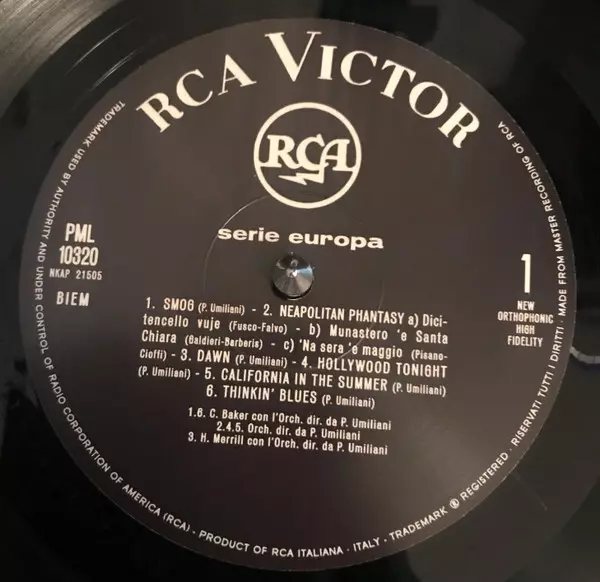 RCA VICTOR
RCA
serie europa
PML
10320
NKAP 21505
BIEM
1
NEW
ORTHOPHONIC
HIGH
FIDELITY
1. SMOG (P. Umiliani) - 2. NEAPOLITAN PHANTASY a) Dici-
tencello vuje (Fusco-Falvo) - b) Munastero 'e Santa
Chiara (Galdieri-Barberis) - c) 'Na sera 'e maggio (Pisano-
Cioffi) - 3. DAWN (P. Umiliani) - 4. HOLLYWOOD TONIGHT
(P. Umiliani) - 5. CALIFORNIA IN THE SUMMER (P. Umiliani)
6. THINKIN' BLUES (P. Umiliani)
1.6. C. Baker con l'Orch. dir. da P. Umiliani
2.4.5. Orch. dir. da P. Umiliani
3. H. Merrill con l'Orch. dir. da P. Umiliani
TRADEMARK USED BY AUTHORITY AND UNDER CONTROL OF RADIO CORPORATION OF AMERICA (RCA) - PRODUCT OF RCA ITALIANA - ITALY - TRADEMARK ® REGISTERED - RISERVATI TUTTI I DIRITTI - MADE FROM MASTER RECORDING OF RCA